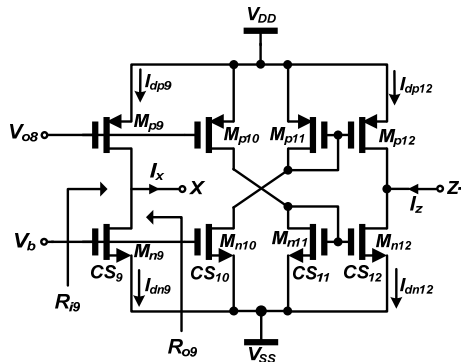 V_DD
I_dp9
I_dp12
V_o8
M_p9
M_p10
M_p11
M_p12
I_x
X
Z-
I_z
V_b
M_n9
M_n10
M_n11
M_n12
CS_9
CS_10
CS_11
CS_12
R_i9
I_dn9
I_dn12
R_o9
V_SS